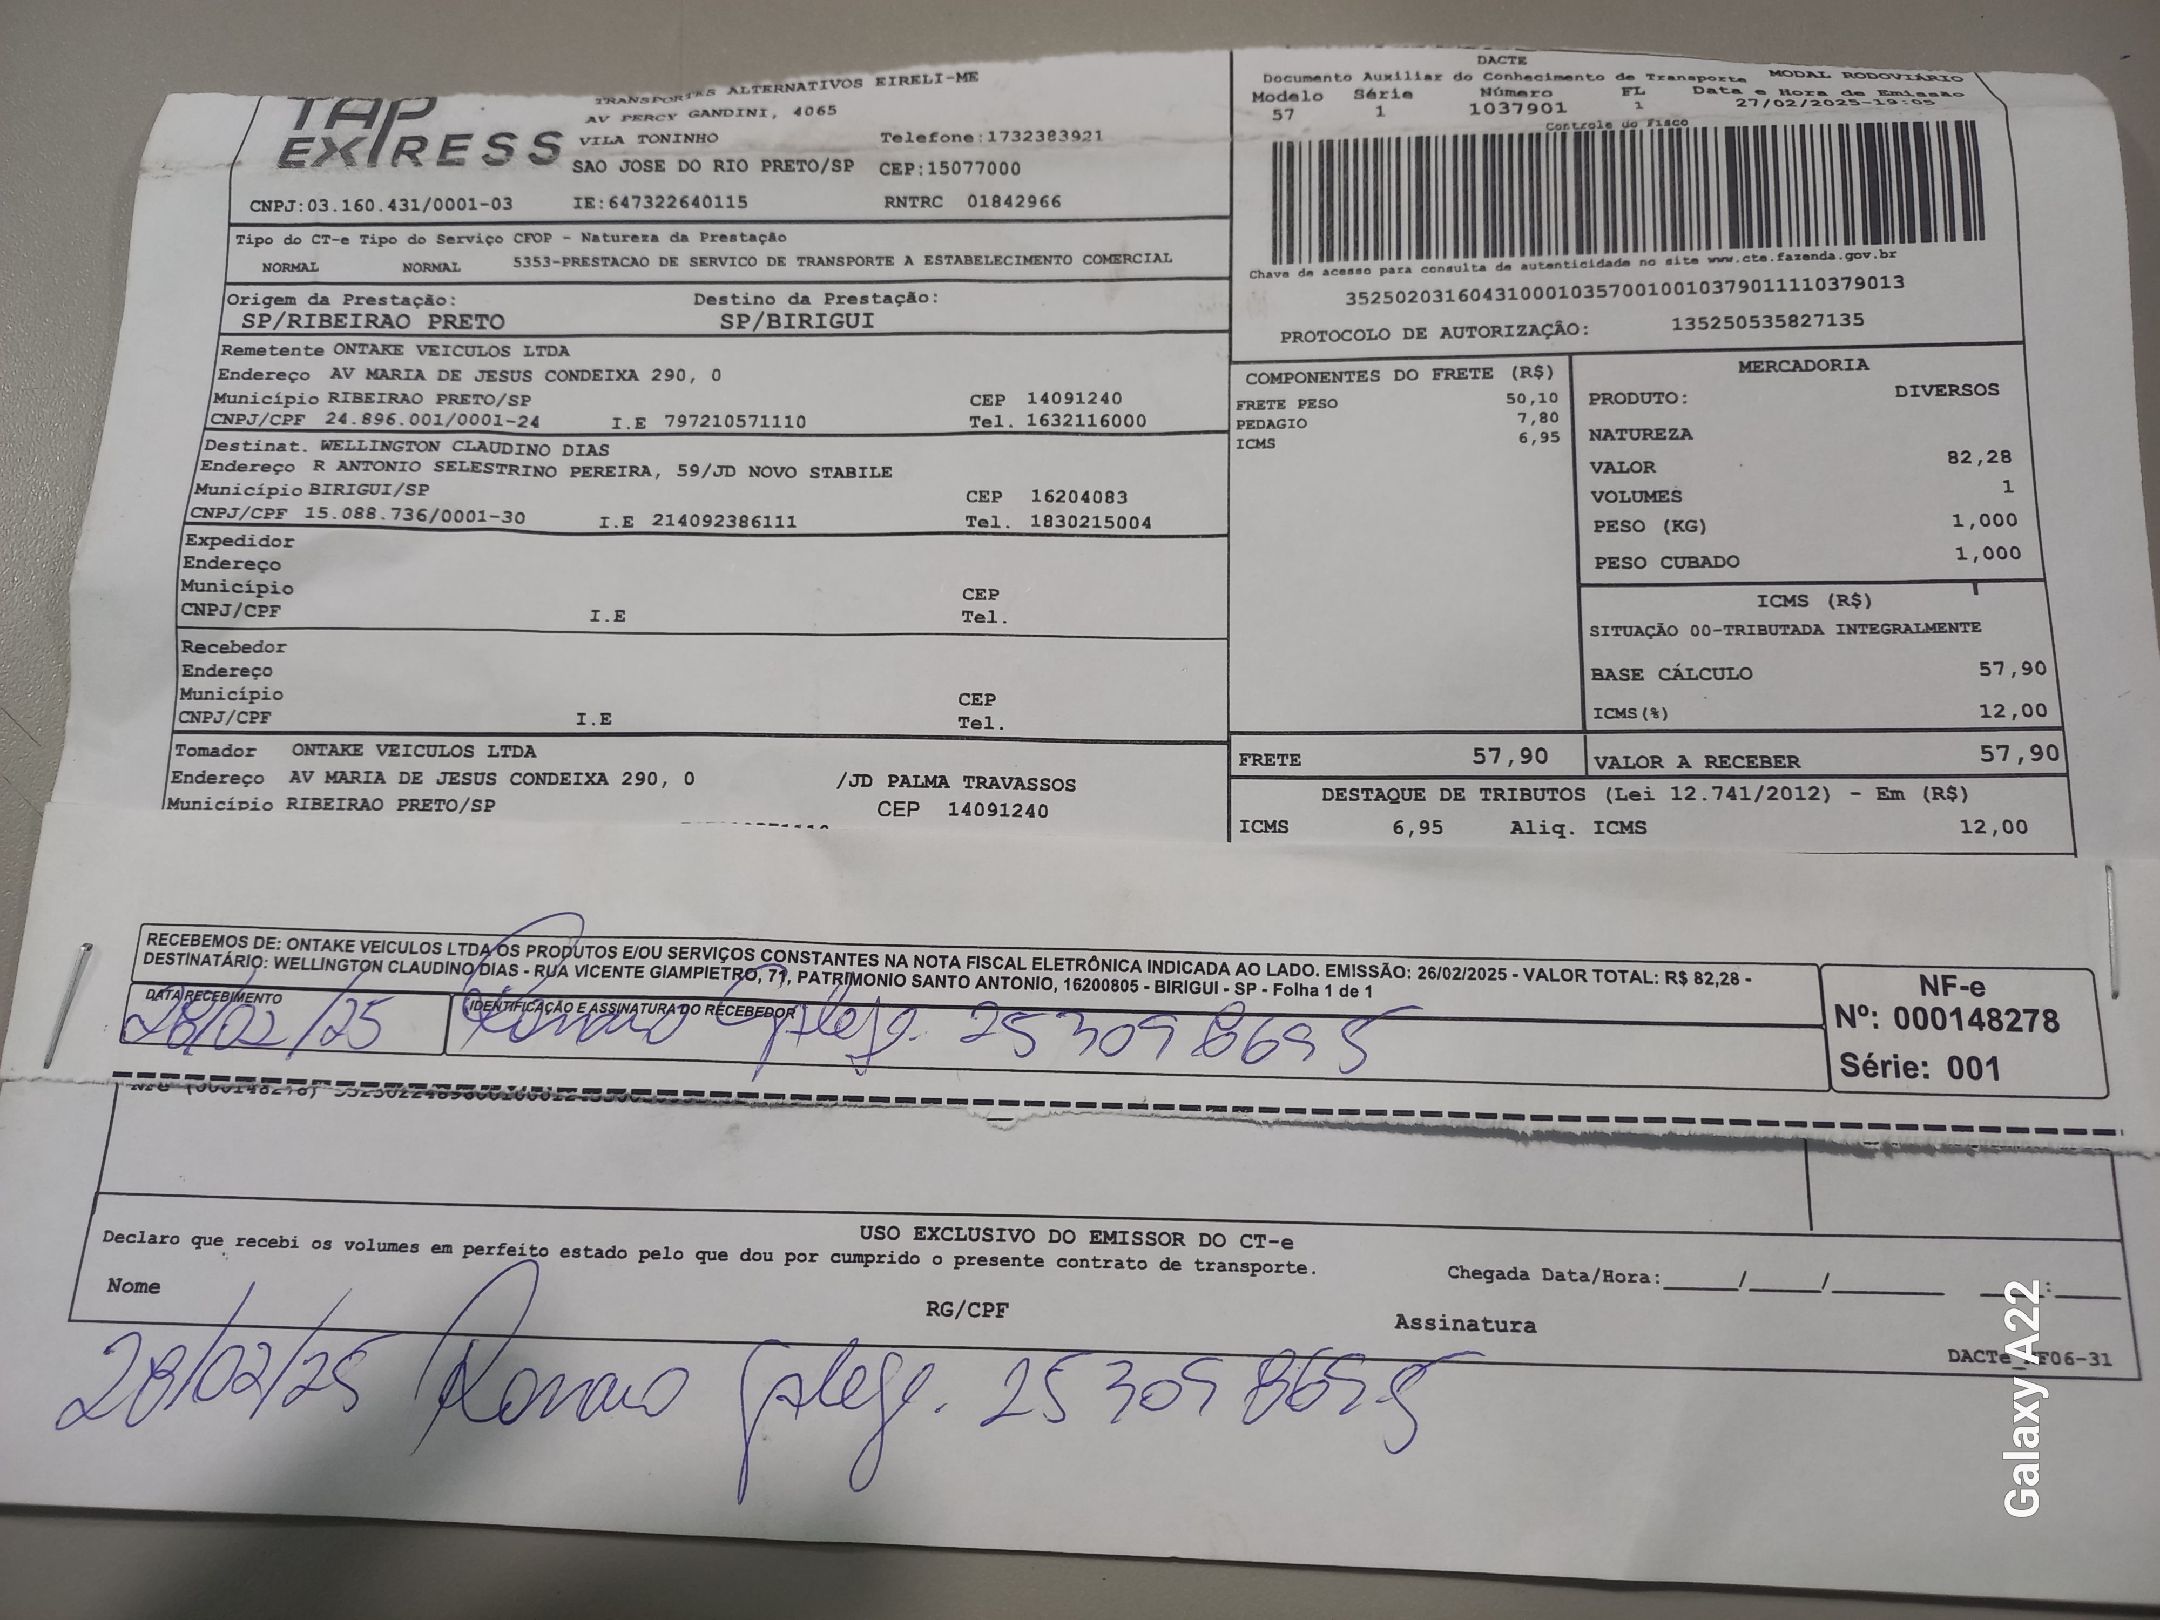 TAP EXPRESS
TRANSPORTES ALTERNATIVOS EIRELI-ME
AV PERCY GANDINI, 4065
VILA TONINHO Telefone:1732383921
SAO JOSE DO RIO PRETO/SP CEP:15077000
CNPJ:03.160.431/0001-03 IE:647322640115 RNTRC 01842966
DACTE
Documento Auxiliar do Conhecimento de Transporte MODAL RODOVIÁRIO
Modelo Série Número FL Data e Hora de Emissão
57 1 1037901 1 27/02/2025-19:05
Controle do Fisco
Chave de acesso para consulta de autenticidade no site www.cte.fazenda.gov.br
35250203160431000103570010010379011110379013
PROTOCOLO DE AUTORIZAÇÃO: 135250535827135
Tipo do CT-e Tipo do Serviço CFOP - Natureza da Prestação
NORMAL NORMAL 5353-PRESTACAO DE SERVICO DE TRANSPORTE A ESTABELECIMENTO COMERCIAL
Origem da Prestação: Destino da Prestação:
SP/RIBEIRAO PRETO SP/BIRIGUI
Remetente ONTAKE VEICULOS LTDA
Endereço AV MARIA DE JESUS CONDEIXA 290, 0
Município RIBEIRAO PRETO/SP CEP 14091240
CNPJ/CPF 24.896.001/0001-24 I.E 797210571110 Tel. 1632116000
Destinat. WELLINGTON CLAUDINO DIAS
Endereço R ANTONIO SELESTRINO PEREIRA, 59/JD NOVO STABILE
Município BIRIGUI/SP CEP 16204083
CNPJ/CPF 15.088.736/0001-30 I.E 214092386111 Tel. 1830215004
Expedidor
Endereço
Município CEP
CNPJ/CPF I.E Tel.
Recebedor
Endereço
Município CEP
CNPJ/CPF I.E Tel.
Tomador ONTAKE VEICULOS LTDA
Endereço AV MARIA DE JESUS CONDEIXA 290, 0 /JD PALMA TRAVASSOS
Município RIBEIRAO PRETO/SP CEP 14091240
COMPONENTES DO FRETE (R$)
FRETE PESO 50,10
PEDAGIO 7,80
ICMS 6,95
MERCADORIA
PRODUTO: DIVERSOS
NATUREZA
VALOR 82,28
VOLUMES 1
PESO (KG) 1,000
PESO CUBADO 1,000
ICMS (R$)
SITUAÇÃO 00-TRIBUTADA INTEGRALMENTE
BASE CÁLCULO 57,90
ICMS(%) 12,00
FRETE 57,90 VALOR A RECEBER 57,90
DESTAQUE DE TRIBUTOS (Lei 12.741/2012) - Em (R$)
ICMS 6,95 Aliq. ICMS 12,00
RECEBEMOS DE: ONTAKE VEICULOS LTDA OS PRODUTOS E/OU SERVIÇOS CONSTANTES NA NOTA FISCAL ELETRÔNICA INDICADA AO LADO. EMISSÃO: 26/02/2025 - VALOR TOTAL: R$ 82,28 -
DESTINATÁRIO: WELLINGTON CLAUDINO DIAS - RUA VICENTE GIAMPIETRO, 71, PATRIMONIO SANTO ANTONIO, 16200805 - BIRIGUI - SP - Folha 1 de 1
DATA RECEBIMENTO IDENTIFICAÇÃO E ASSINATURA DO RECEBEDOR
28/02/25
NF-e
Nº: 000148278
Série: 001
USO EXCLUSIVO DO EMISSOR DO CT-e
Declaro que recebi os volumes em perfeito estado pelo que dou por cumprido o presente contrato de transporte.
Chegada Data/Hora:____/____/______ __:____
Nome RG/CPF Assinatura
28/02/25
Galaxy A22